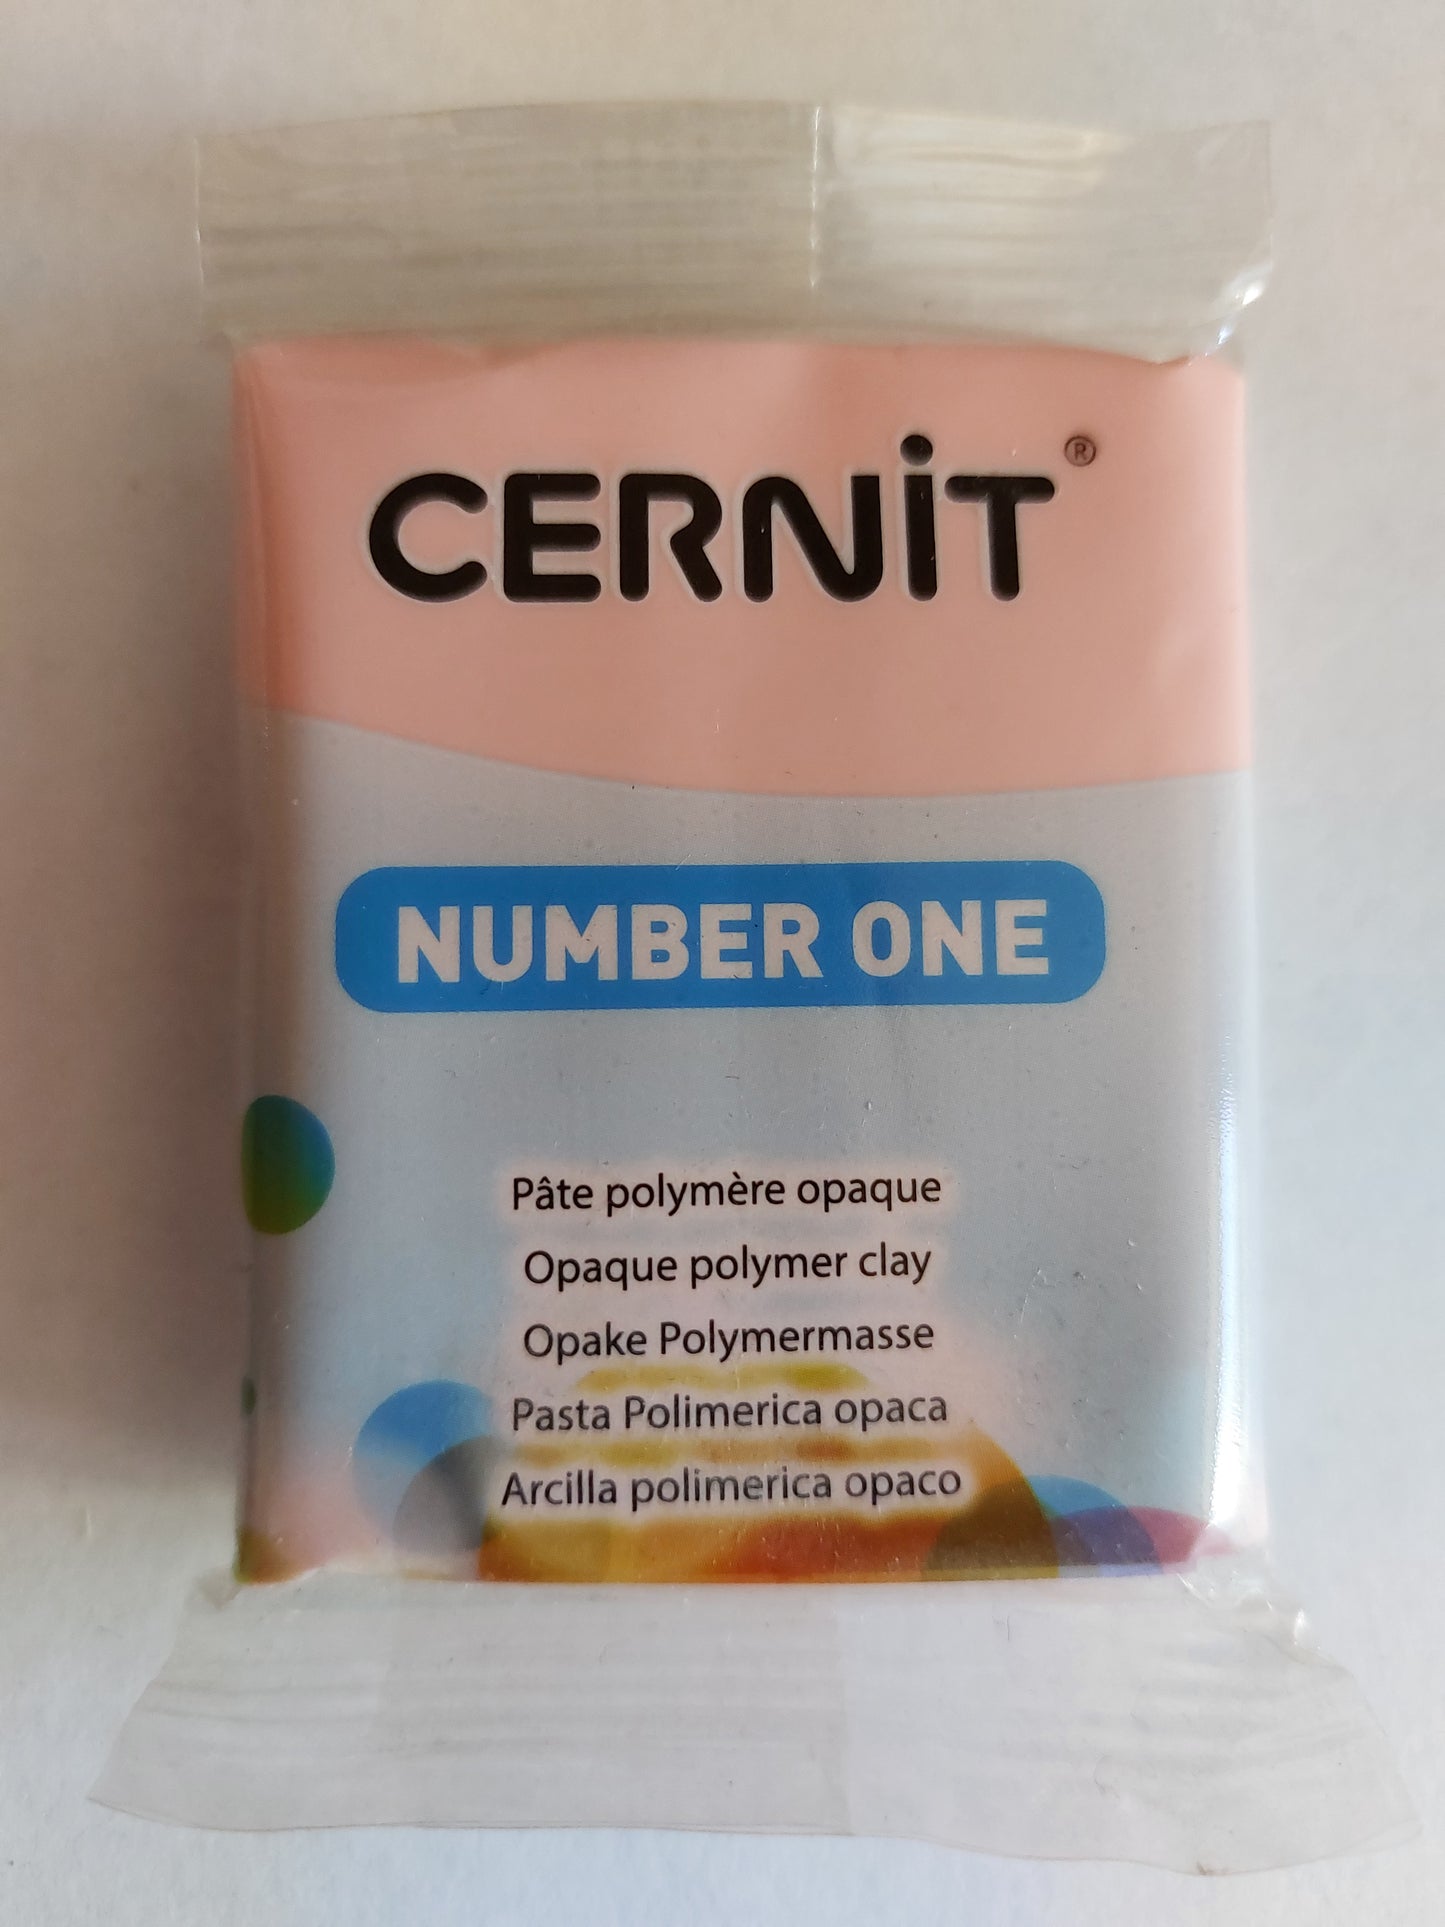 CERNiT®
NUMBER ONE
Pâte polymère opaque
Opaque polymer clay
Opake Polymermasse
Pasta Polimerica opaca
Arcilla polimerica opaco